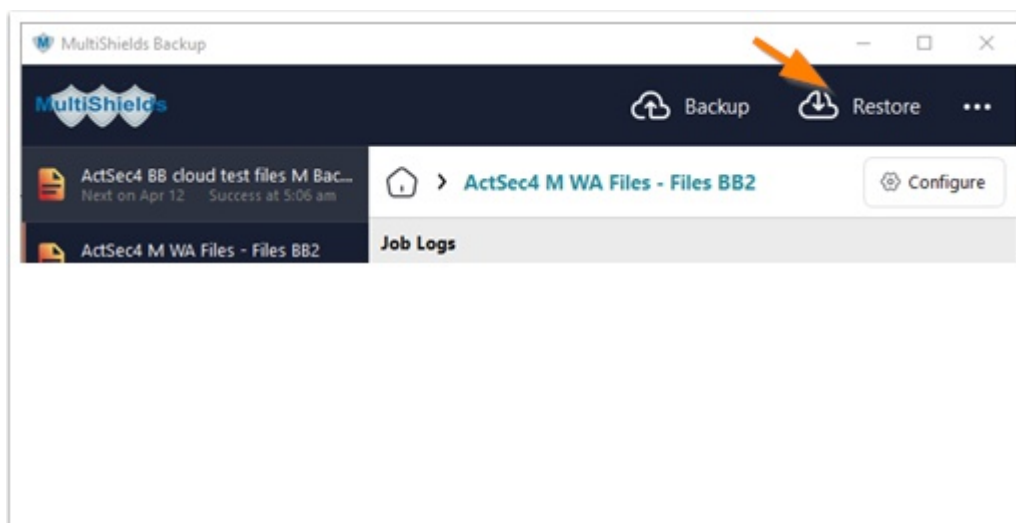 MultiShields Backup
MultiShields
Backup
Restore
ActSec4 BB cloud test files M Bac...
Next on Apr 12 Success at 5:06 am
ActSec4 M WA Files - Files BB2
ActSec4 M WA Files - Files BB2
Configure
Job Logs